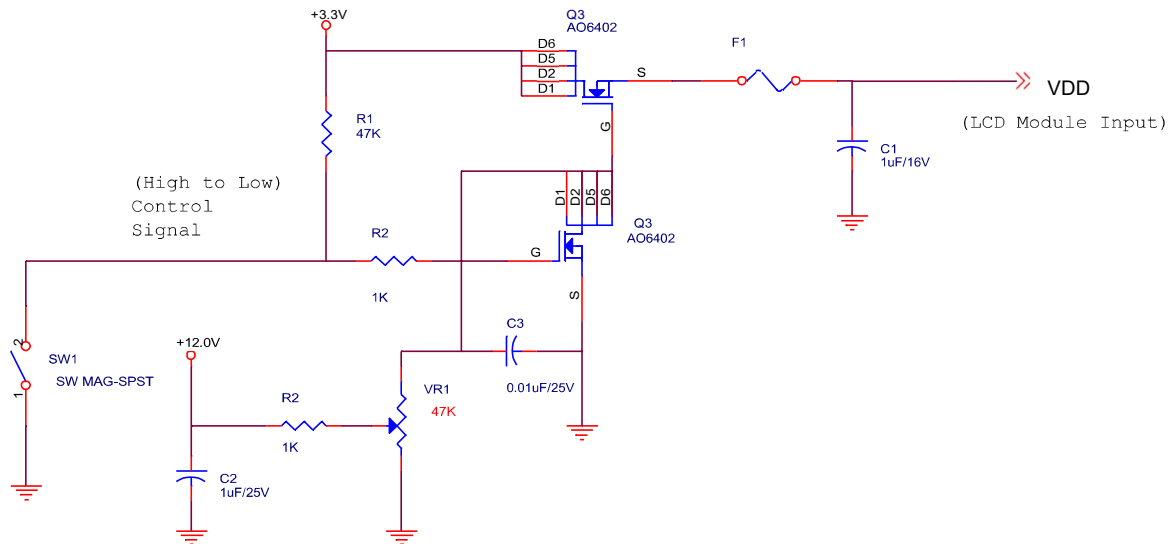 +3.3V
Q3
AO6402
D6
D5
D2
D1
S
G
F1
VDD
(LCD Module Input)
R1
47K
C1
1uF/16V
(High to Low)
Control
Signal
R2
1K
D1
D2
D5
D6
Q3
AO6402
G
S
2
1
SW1
SW MAG-SPST
+12.0V
C3
0.01uF/25V
VR1
47K
R2
1K
C2
1uF/25V